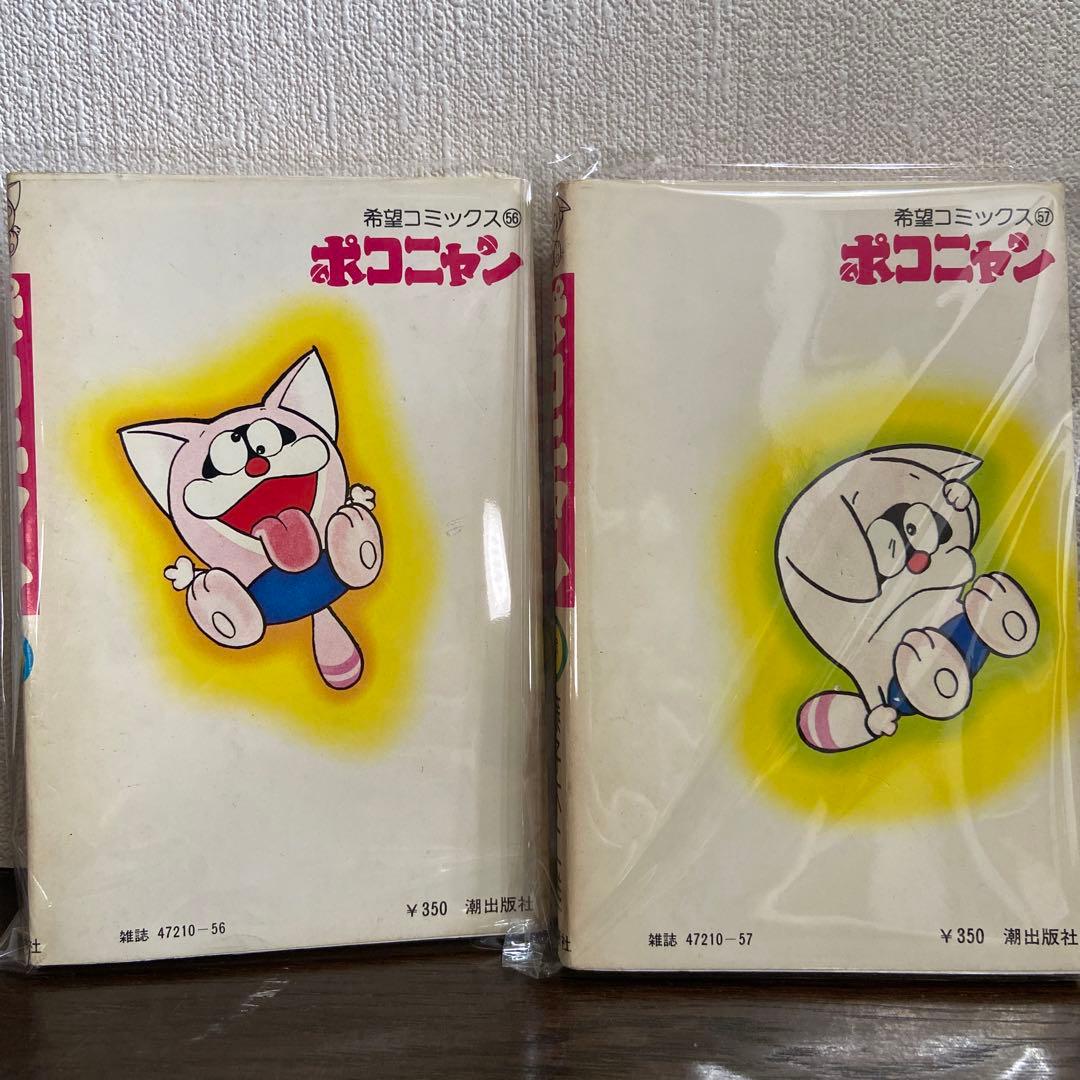 希望コミックス56
ポコニャン
雑誌 47210-56
￥350 潮出版社
社
希望コミックス57
ポコニャン
雑誌 47210-57
￥350 潮出版社
社